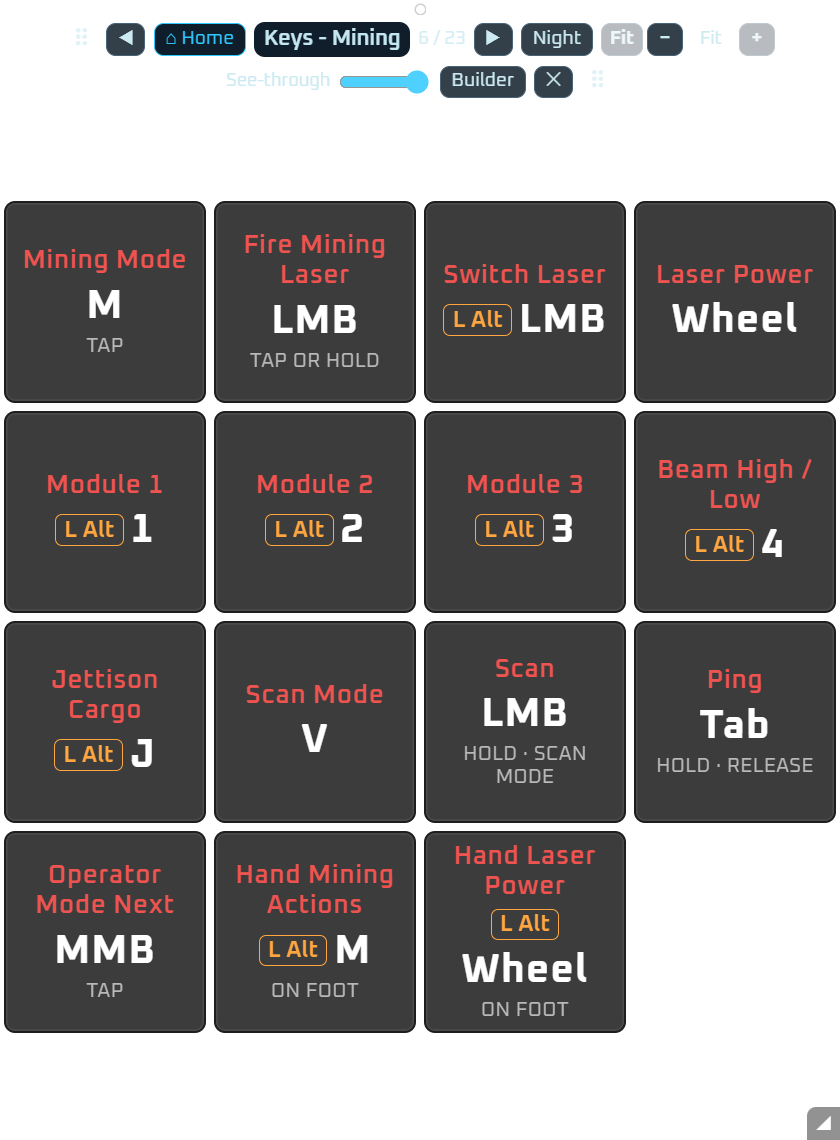 ◀ ⌂ Home Keys - Mining 6 / 23 ▶ Night Fit − Fit +
See-through Builder ✕
Mining Mode
M
TAP
Fire Mining
Laser
LMB
TAP OR HOLD
Switch Laser
L Alt LMB
Laser Power
Wheel
Module 1
L Alt 1
Module 2
L Alt 2
Module 3
L Alt 3
Beam High /
Low
L Alt 4
Jettison
Cargo
L Alt J
Scan Mode
V
Scan
LMB
HOLD · SCAN
MODE
Ping
Tab
HOLD · RELEASE
Operator
Mode Next
MMB
TAP
Hand Mining
Actions
L Alt M
ON FOOT
Hand Laser
Power
L Alt
Wheel
ON FOOT